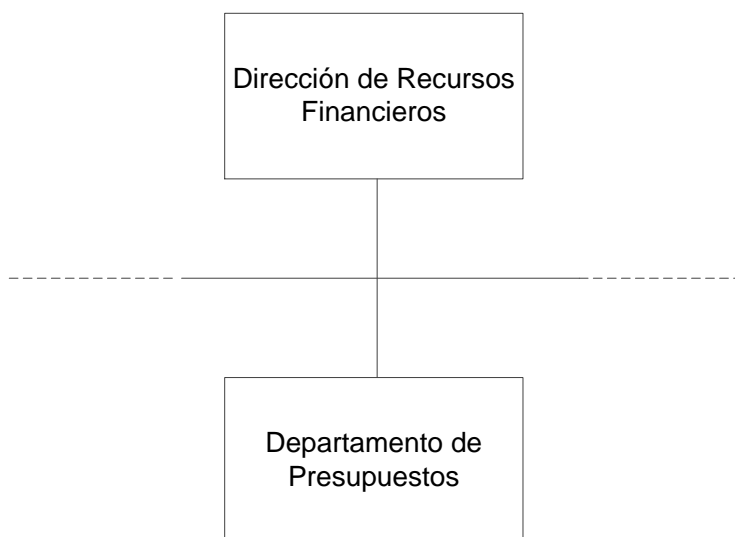 Dirección de Recursos
Financieros
Departamento de
Presupuestos